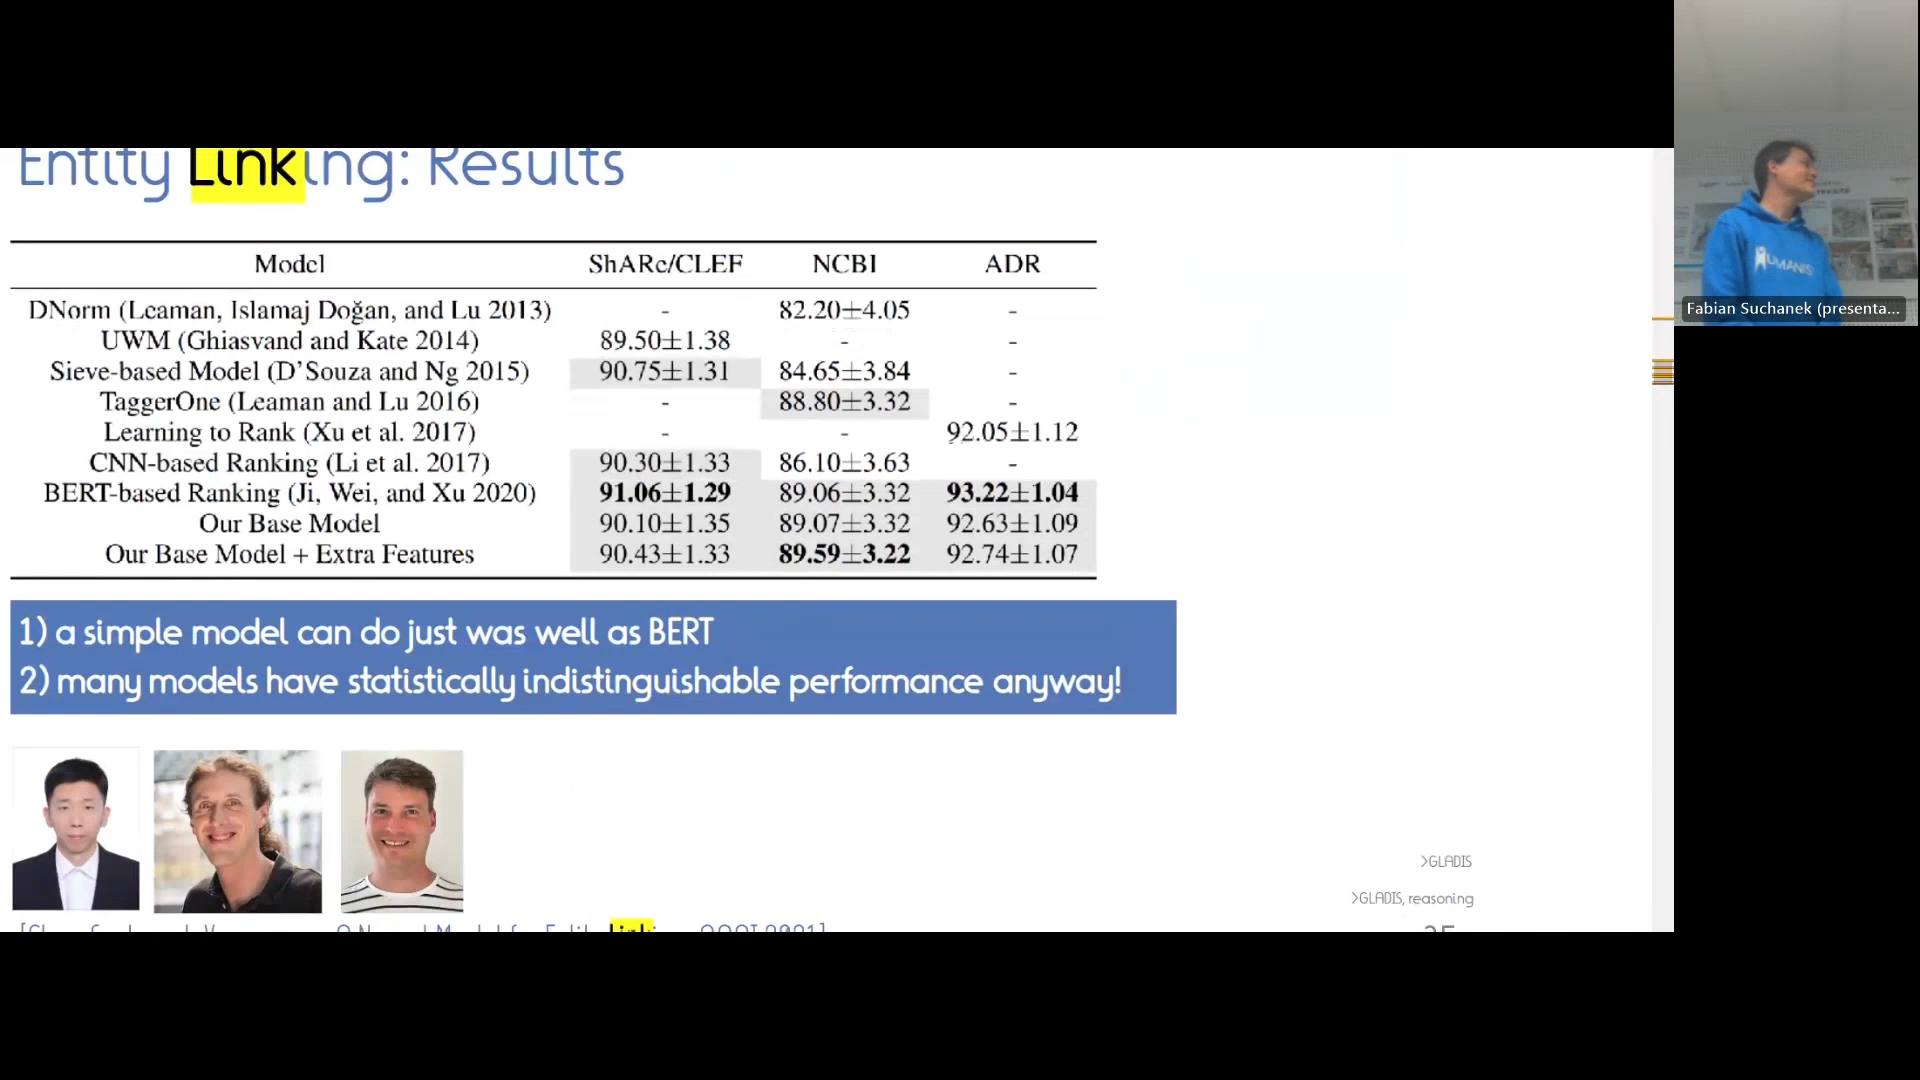 Entity Linking: Results
Model ShARe/CLEF NCBI ADR
DNorm (Leaman, Islamaj Doğan, and Lu 2013) - 82.20±4.05 -
UWM (Ghiasvand and Kate 2014) 89.50±1.38 - -
Sieve-based Model (D'Souza and Ng 2015) 90.75±1.31 84.65±3.84 -
TaggerOne (Leaman and Lu 2016) - 88.80±3.32 -
Learning to Rank (Xu et al. 2017) - - 92.05±1.12
CNN-based Ranking (Li et al. 2017) 90.30±1.33 86.10±3.63 -
BERT-based Ranking (Ji, Wei, and Xu 2020) 91.06±1.29 89.06±3.32 93.22±1.04
Our Base Model 90.10±1.35 89.07±3.32 92.63±1.09
Our Base Model + Extra Features 90.43±1.33 89.59±3.22 92.74±1.07
1) a simple model can do just was well as BERT
2) many models have statistically indistinguishable performance anyway!
>GLADIS
>GLADIS, reasoning
Fabian Suchanek (presenta...